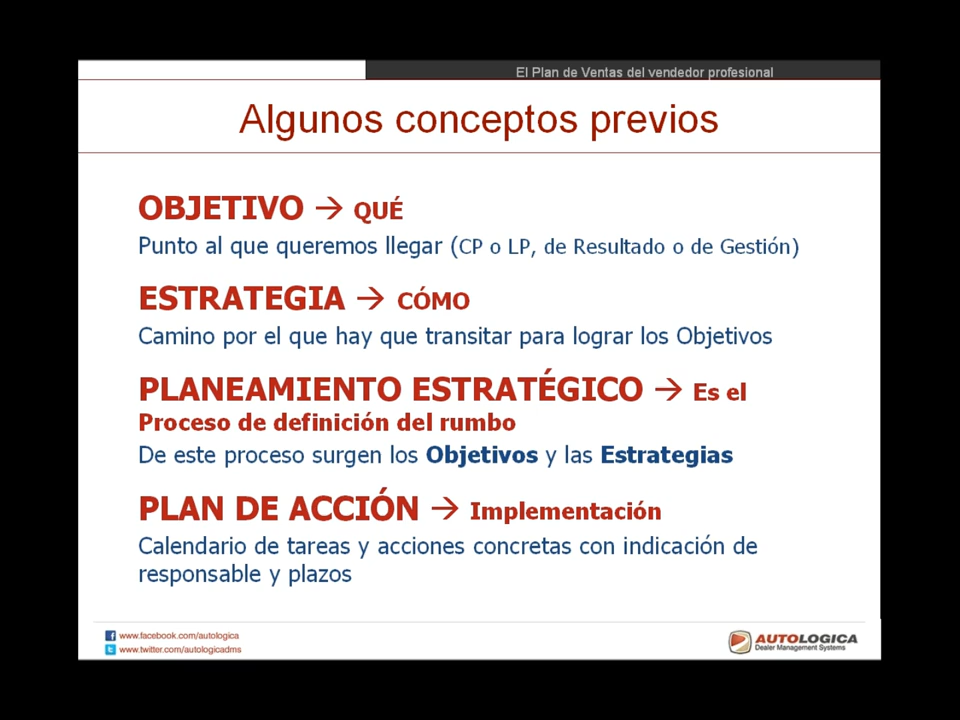 El Plan de Ventas del vendedor profesional
Algunos conceptos previos
OBJETIVO → QUÉ
Punto al que queremos llegar (CP o LP, de Resultado o de Gestión)
ESTRATEGIA → CÓMO
Camino por el que hay que transitar para lograr los Objetivos
PLANEAMIENTO ESTRATÉGICO → Es el
Proceso de definición del rumbo
De este proceso surgen los Objetivos y las Estrategias
PLAN DE ACCIÓN → Implementación
Calendario de tareas y acciones concretas con indicación de
responsable y plazos
www.facebook.com/autologica
www.twitter.com/autologicadms
AUTOLOGICA
Dealer Management Systems